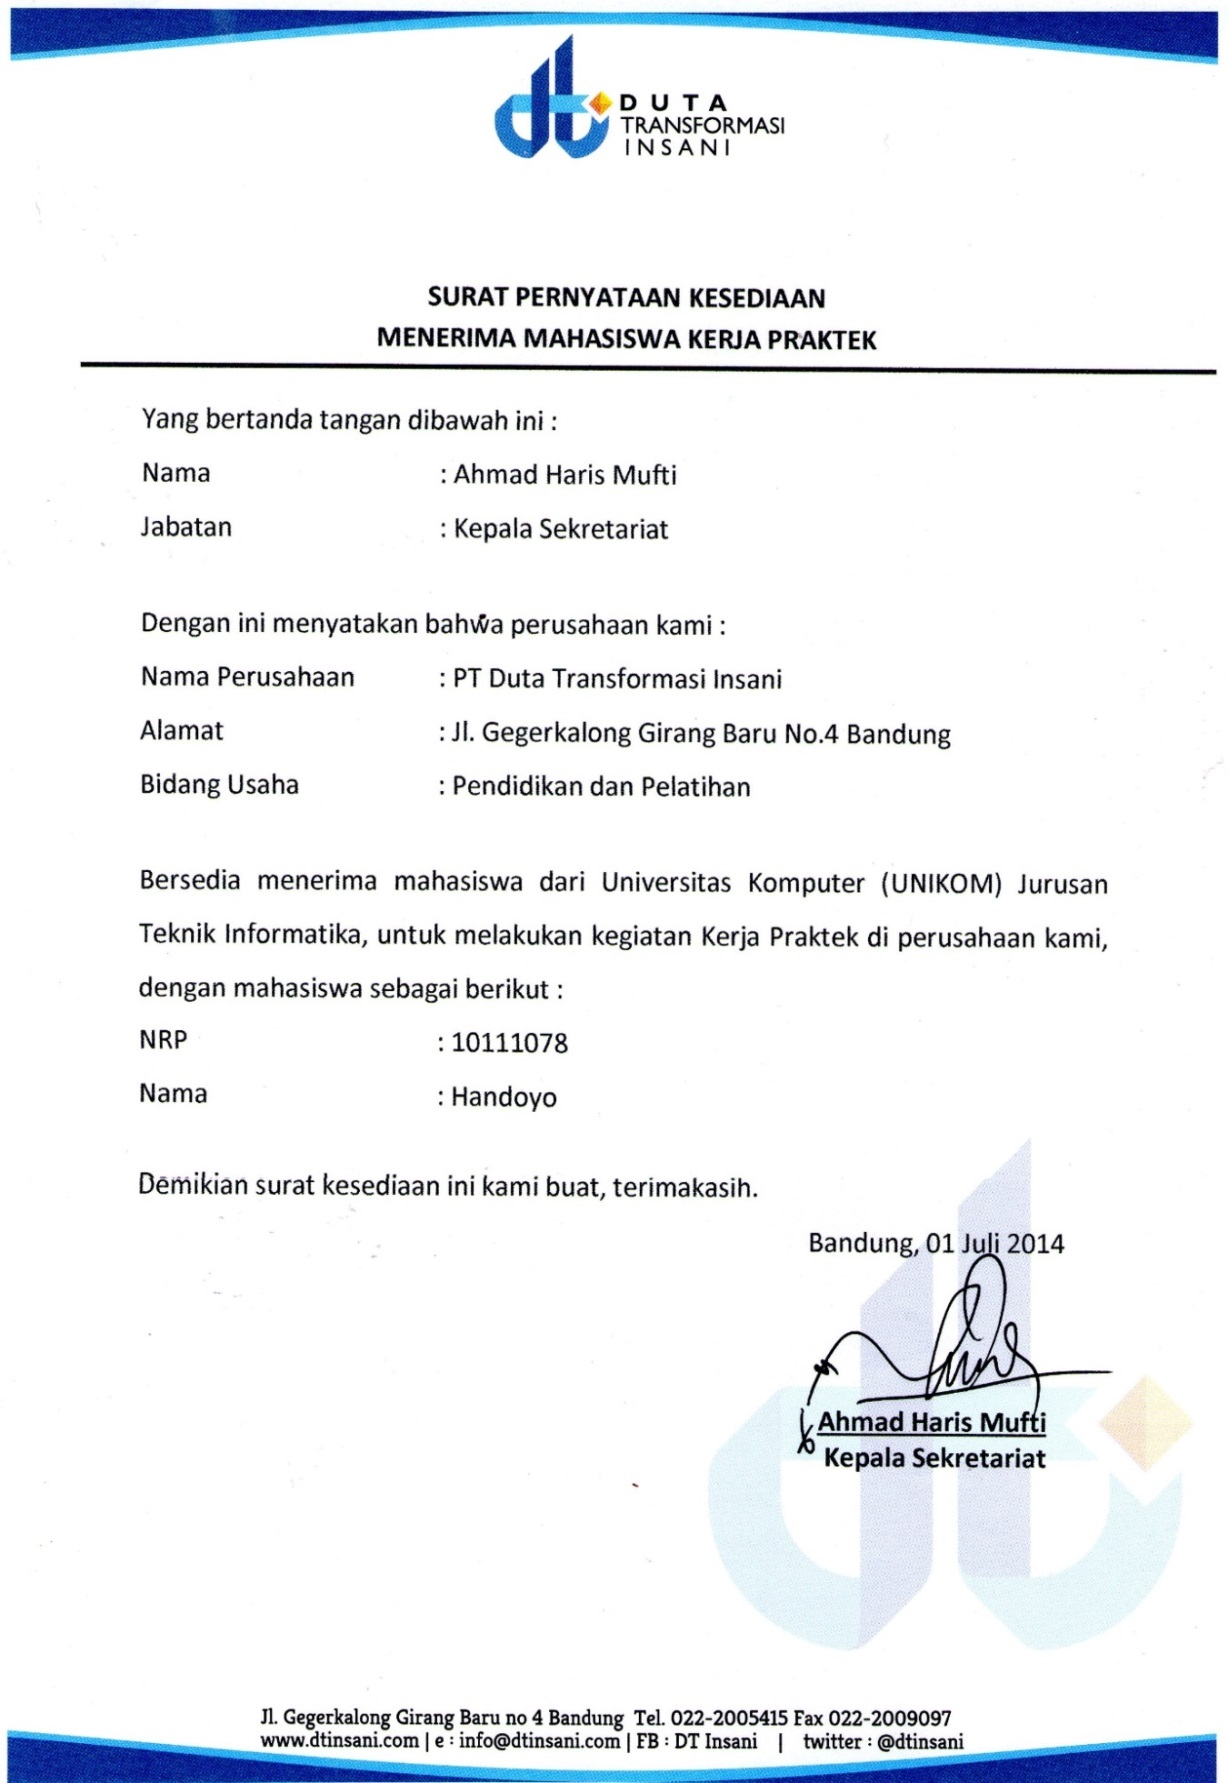 DUTA
TRANSFORMASI
INSANI
SURAT PERNYATAAN KESEDIAAN
MENERIMA MAHASISWA KERJA PRAKTEK
Yang bertanda tangan dibawah ini :
Nama : Ahmad Haris Mufti
Jabatan : Kepala Sekretariat
Dengan ini menyatakan bahwa perusahaan kami :
Nama Perusahaan : PT Duta Transformasi Insani
Alamat : Jl. Gegerkalong Girang Baru No.4 Bandung
Bidang Usaha : Pendidikan dan Pelatihan
Bersedia menerima mahasiswa dari Universitas Komputer (UNIKOM) Jurusan
Teknik Informatika, untuk melakukan kegiatan Kerja Praktek di perusahaan kami,
dengan mahasiswa sebagai berikut :
NRP : 10111078
Nama : Handoyo
Demikian surat kesediaan ini kami buat, terimakasih.
Bandung, 01 Juli 2014
Ahmad Haris Mufti
Kepala Sekretariat
Jl. Gegerkalong Girang Baru no 4 Bandung Tel. 022-2005415 Fax 022-2009097
www.dtinsani.com | e : info@dtinsani.com | FB : DT Insani | twitter : @dtinsani